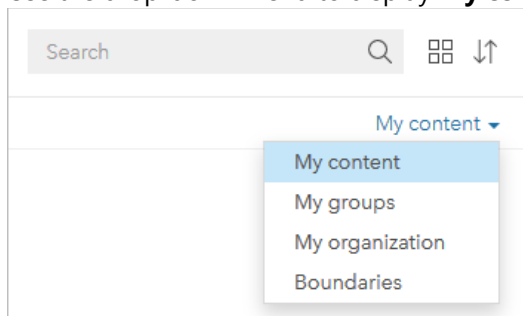 Search
My content
My content
My groups
My organization
Boundaries